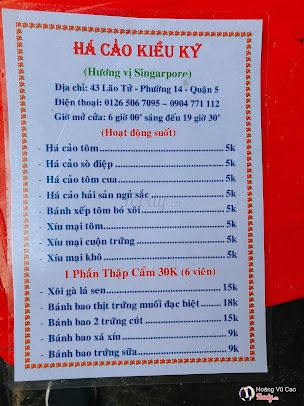 HÁ CẢO KIỀU KÝ
(Hương vị Singarpore)
Địa chỉ: 43 Lão Tử - Phường 14 - Quận 5
Điện thoại: 0126 506 7095 – 0904 771 112
Giờ mở cửa: 6 giờ 00' sáng đến 19 giờ 30'
(Hoạt động suốt)
- Há cảo tôm 5k
- Há cảo sò điệp 5k
- Há cảo tôm cua 5k
- Há cảo hải sản ngũ sắc 5k
- Bánh xếp tôm bó xôi 5k
- Xíu mại tôm 5k
- Xíu mại cuộn trứng 5k
- Xíu mại khô 5k
1 Phần Thập Cẩm 30K (6 viên)
- Xôi gà lá sen 15k
- Bánh bao thịt trứng muối đặc biệt 18k
- Bánh bao 2 trứng cút 15k
- Bánh bao xá xíu 9k
- Bánh bao trứng sữa 9k
Hoàng Vũ Cao